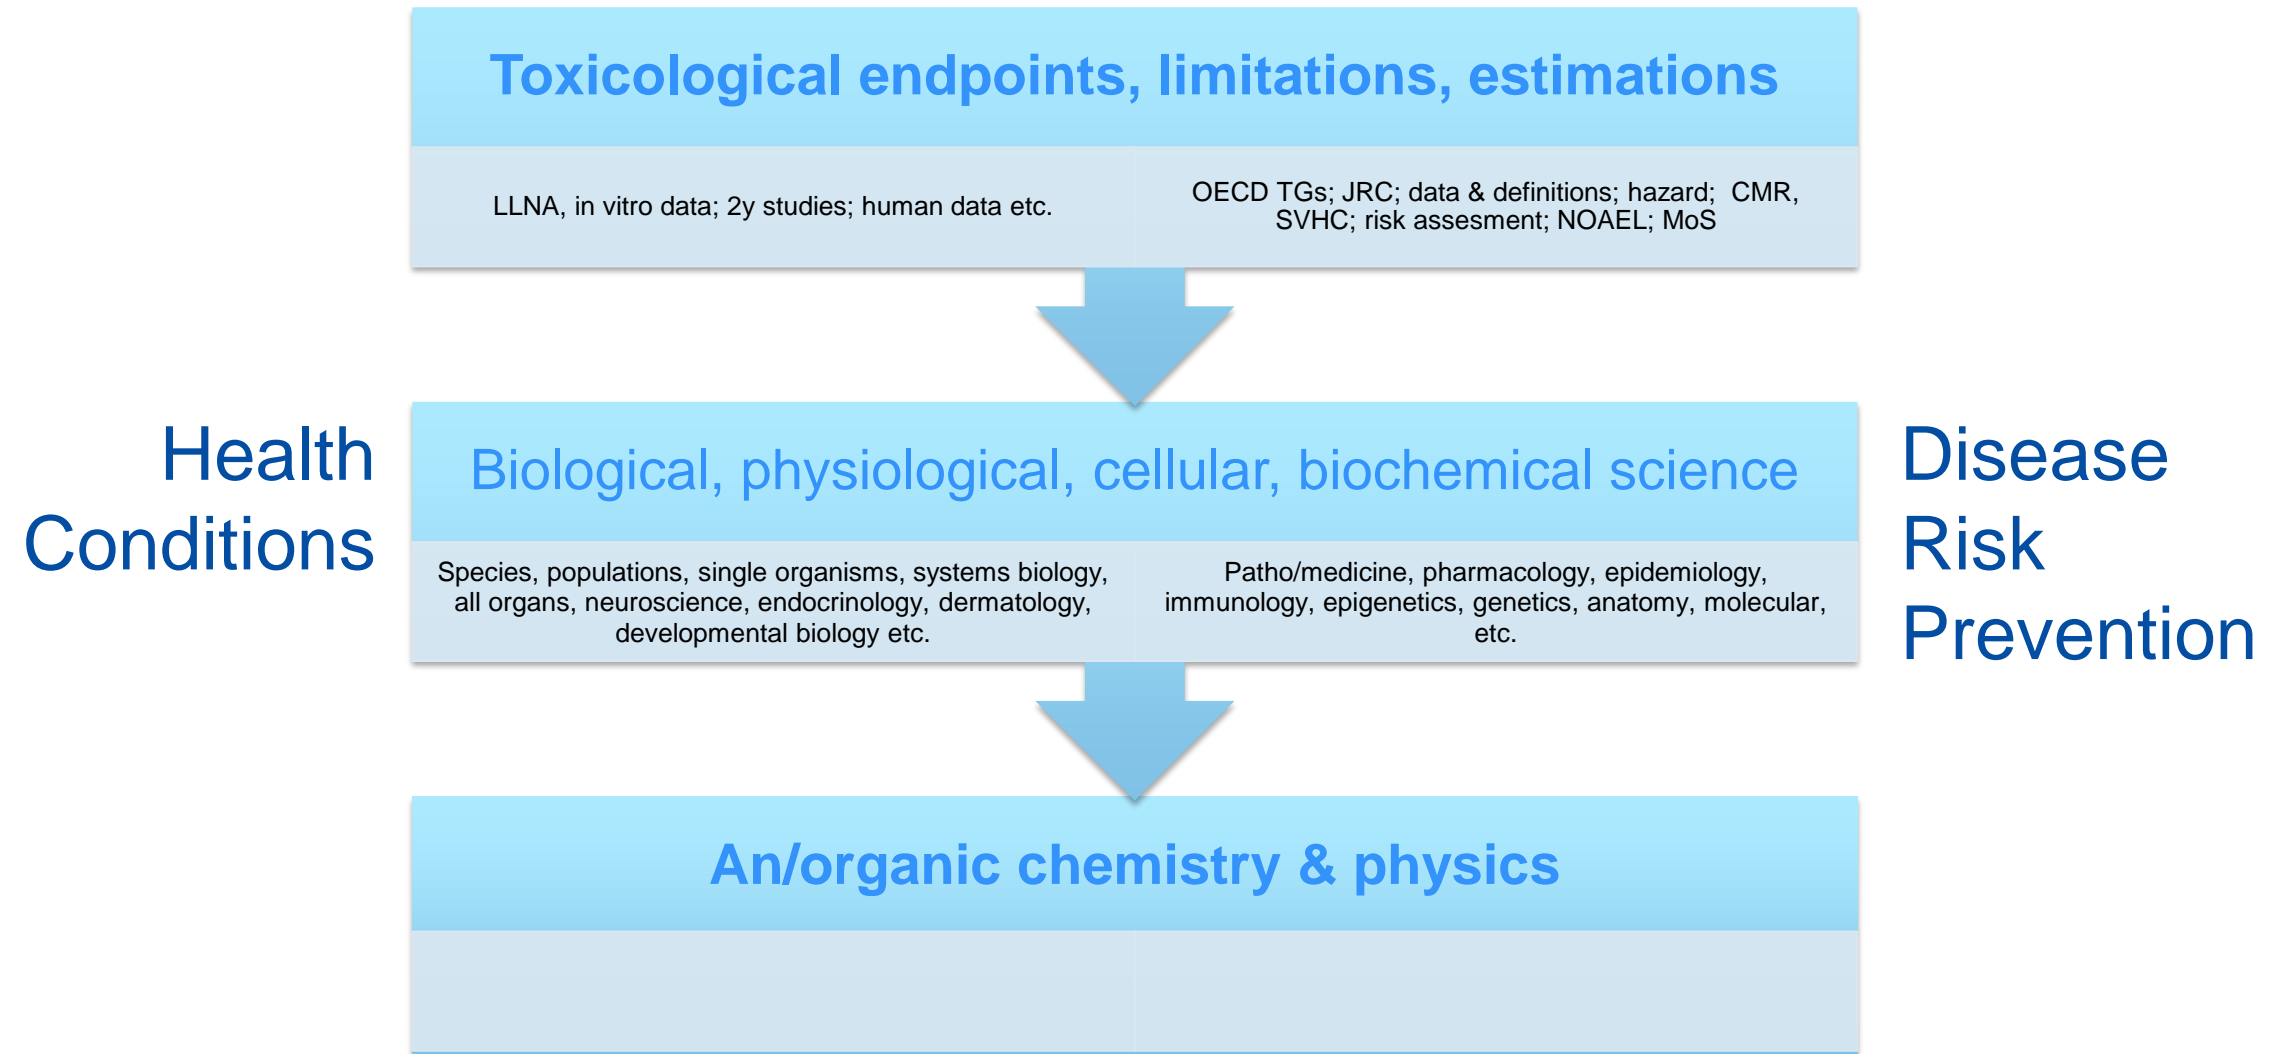 Toxicological endpoints, limitations, estimations
LLNA, in vitro data; 2y studies; human data etc.
OECD TGs; JRC; data & definitions; hazard;  CMR,
SVHC; risk assesment; NOAEL; MoS
Health
Conditions
Biological, physiological, cellular, biochemical science
Species, populations, single organisms, systems biology,
all organs, neuroscience, endocrinology, dermatology,
developmental biology etc.
Patho/medicine, pharmacology, epidemiology,
immunology, epigenetics, genetics, anatomy, molecular,
etc.
Disease
Risk
Prevention
An/organic chemistry & physics